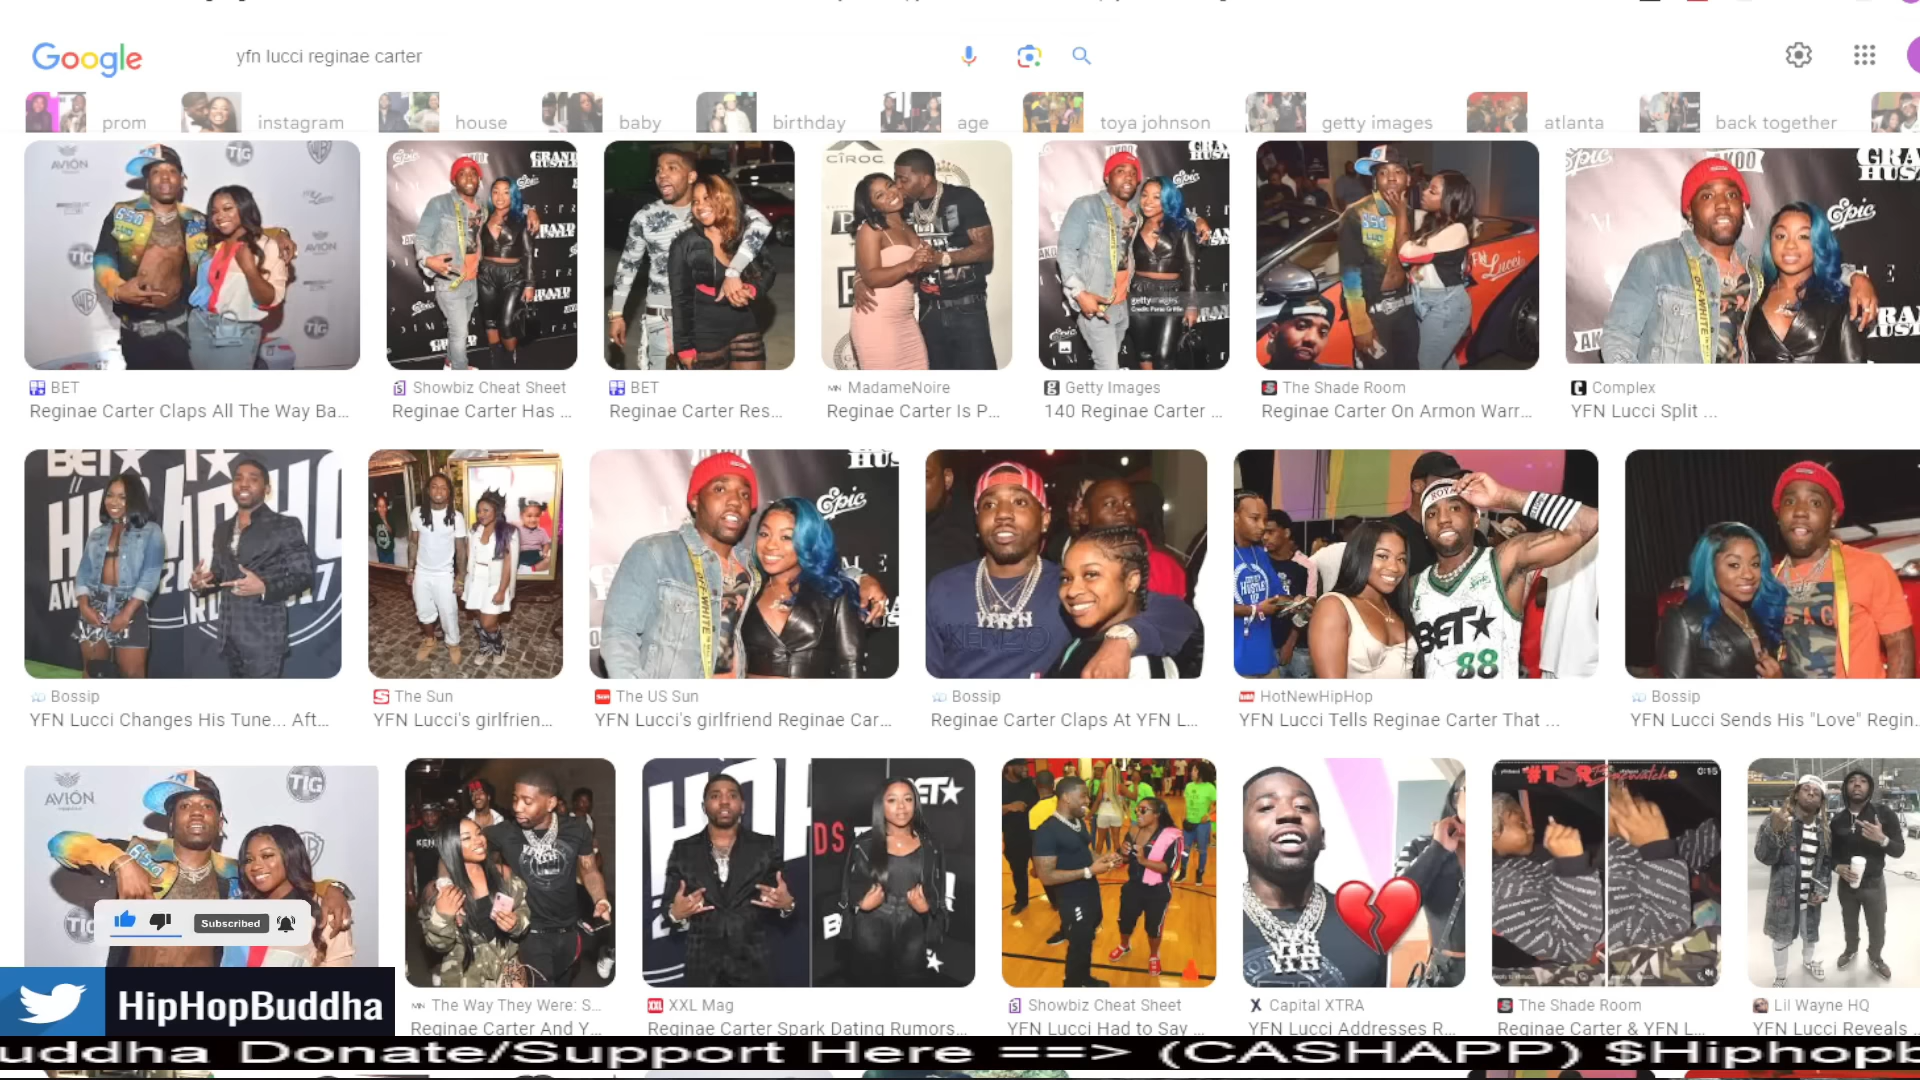 Google
yfn lucci reginae carter
prom
instagram
house
baby
birthday
age
toya johnson
getty images
atlanta
back together
BET
Reginae Carter Claps All The Way Ba...
Showbiz Cheat Sheet
Reginae Carter Has ...
BET
Reginae Carter Res...
MadameNoire
Reginae Carter Is P...
Getty Images
140 Reginae Carter ...
The Shade Room
Reginae Carter On Armon Warr...
Complex
YFN Lucci Split ...
Bossip
YFN Lucci Changes His Tune... Aft...
The Sun
YFN Lucci's girlfrien...
The US Sun
YFN Lucci's girlfriend Reginae Car...
Bossip
Reginae Carter Claps At YFN L...
HotNewHipHop
YFN Lucci Tells Reginae Carter That ...
Bossip
YFN Lucci Sends His "Love" Regin...
AVIÓN
TIG
Subscribed
HipHopBuddha
The Way They Were: S...
Reginae Carter And Y...
XXL Mag
Reginae Carter Spark Dating Rumors...
Showbiz Cheat Sheet
YFN Lucci Had to Say ...
Capital XTRA
YFN Lucci Addresses R...
The Shade Room
Reginae Carter & YFN L...
Lil Wayne HQ
YFN Lucci Reveals ...
uddha Donate/Support Here ==> (CASHAPP) $Hiphopb